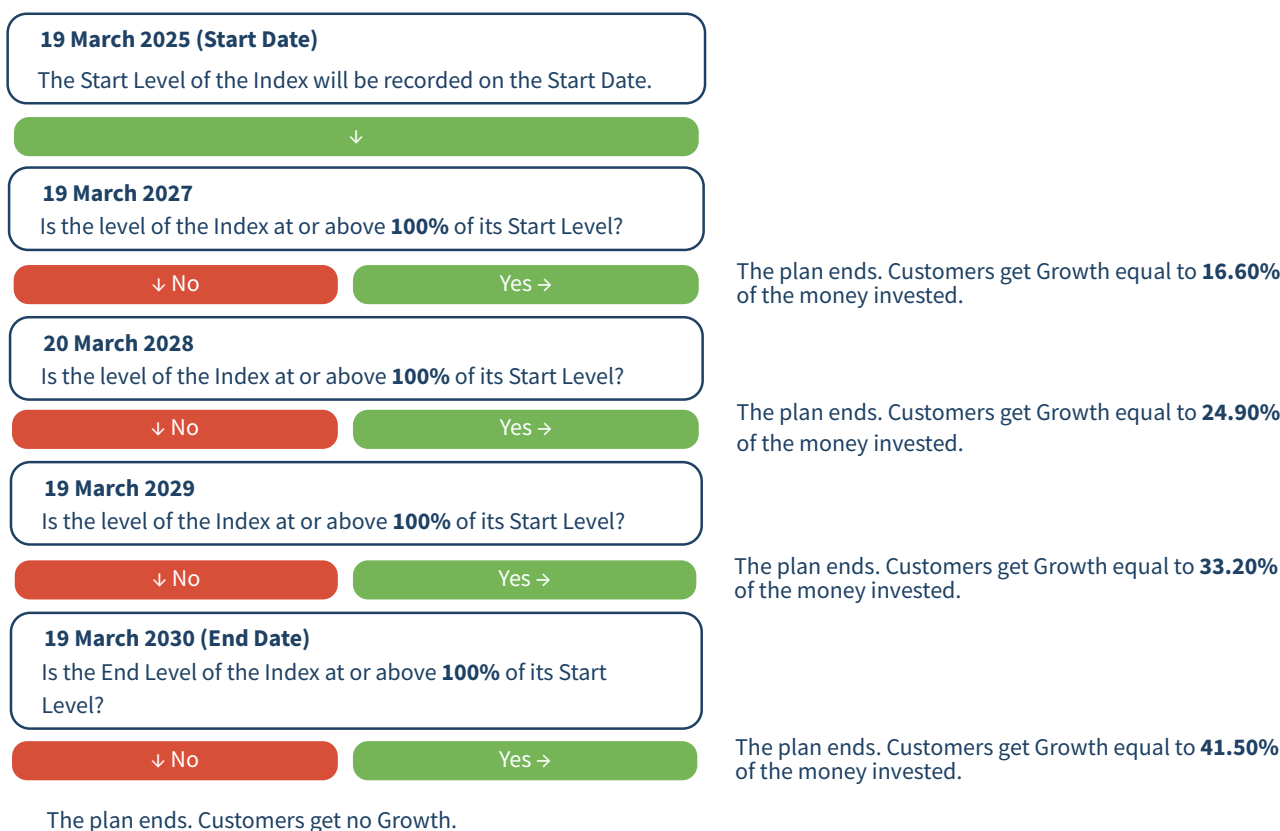 19 March 2025 (Start Date)
The Start Level of the Index will be recorded on the Start Date.
↓
19 March 2027
Is the level of the Index at or above 100% of its Start Level?
↓ No
Yes →
The plan ends. Customers get Growth equal to 16.60%
of the money invested.
20 March 2028
Is the level of the Index at or above 100% of its Start Level?
↓ No
Yes →
The plan ends. Customers get Growth equal to 24.90%
of the money invested.
19 March 2029
Is the level of the Index at or above 100% of its Start Level?
↓ No
Yes →
The plan ends. Customers get Growth equal to 33.20%
of the money invested.
19 March 2030 (End Date)
Is the End Level of the Index at or above 100% of its Start
Level?
↓ No
Yes →
The plan ends. Customers get Growth equal to 41.50%
of the money invested.
The plan ends. Customers get no Growth.